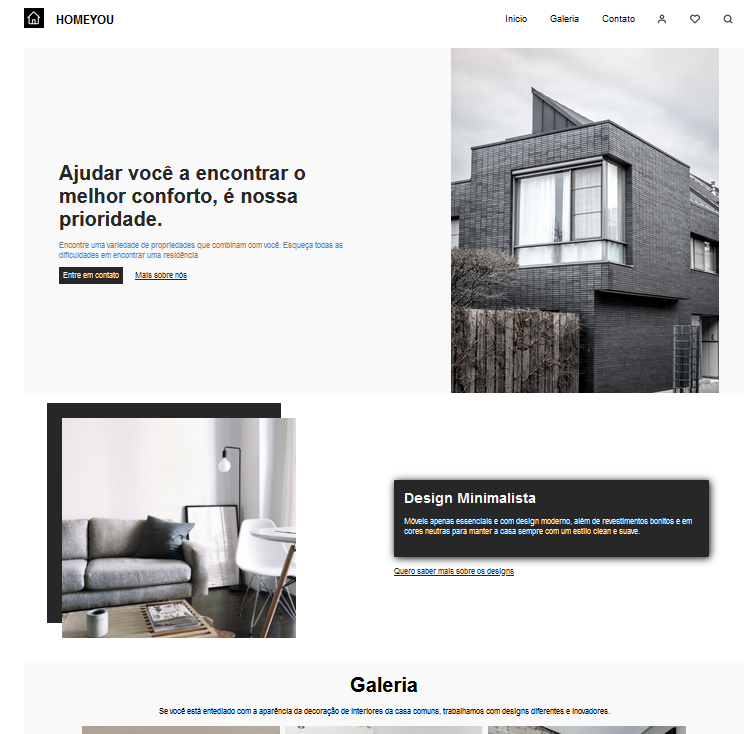 HOMEYOU
Inicio
Galeria
Contato
Ajudar você a encontrar o
melhor conforto, é nossa
prioridade.
Encontre uma variedade de propriedades que combinam com você. Esqueça todas as
dificuldades em encontrar uma residência
Entre em contato
Mais sobre nós
Design Minimalista
Móveis apenas essenciais e com design moderno, além de revestimentos bonitos e em
cores neutras para manter a casa sempre com um estilo clean e suave.
Quero saber mais sobre os designs
Galeria
Se você está entediado com a aparência da decoração de interiores da casa comuns, trabalhamos com designs diferentes e inovadores.